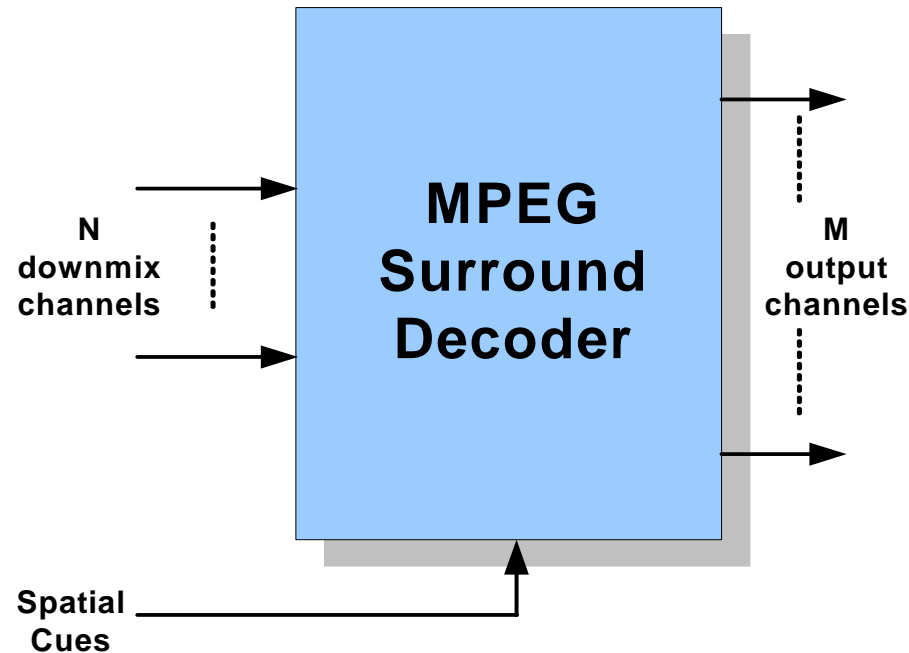 N
downmix
channels
MPEG
Surround
Decoder
M
output
channels
Spatial
Cues